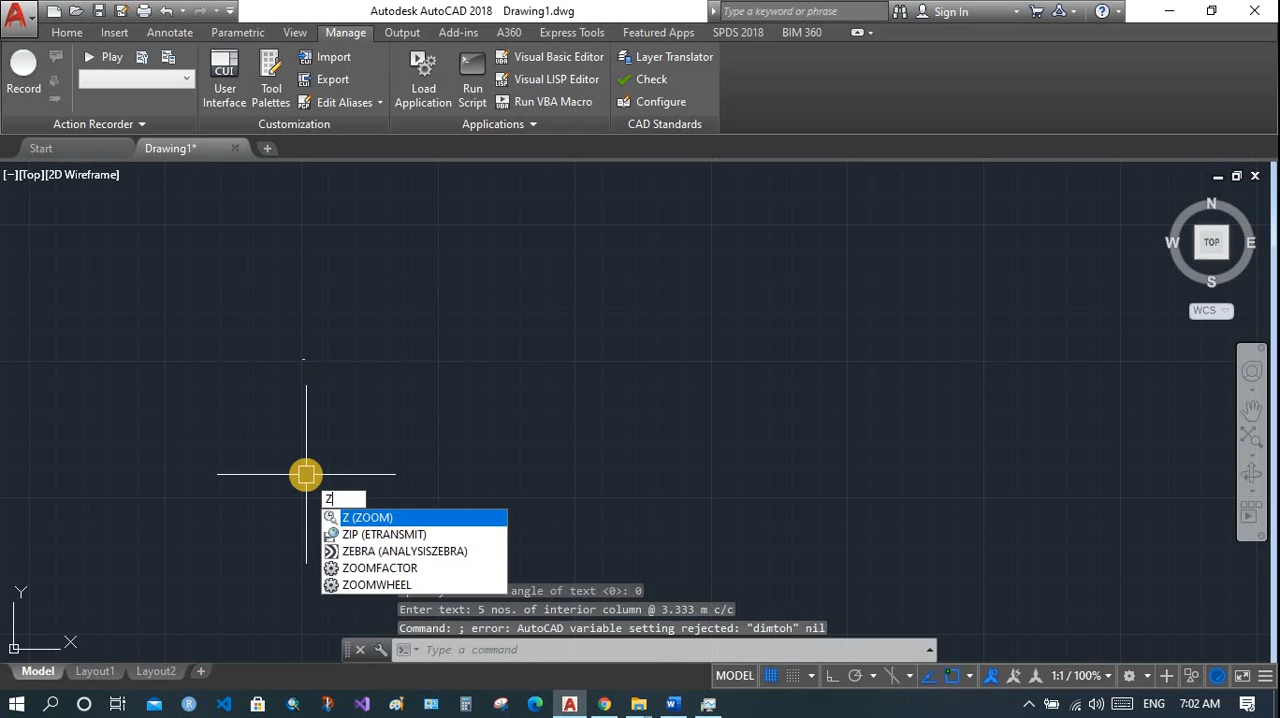 Autodesk AutoCAD 2018 Drawing1.dwg
Type a keyword or phrase
Sign In
Home Insert Annotate Parametric View Manage Output Add-ins A360 Express Tools Featured Apps SPDS 2018 BIM 360
Record
Play
Action Recorder
CUI
User Interface
Tool Palettes
Import
Export
Edit Aliases
Customization
Load Application
Run Script
Visual Basic Editor
Visual LISP Editor
Run VBA Macro
Applications
Layer Translator
Check
Configure
CAD Standards
Start Drawing1*
[−][Top][2D Wireframe]
N
W TOP E
S
WCS
Z
Z (ZOOM)
ZIP (ETRANSMIT)
ZEBRA (ANALYSISZEBRA)
ZOOMFACTOR
ZOOMWHEEL
angle of text <0>: 0
Enter text: 5 nos. of interior column @ 3.333 m c/c
Command: ; error: AutoCAD variable setting rejected: "dimtoh" nil
Type a command
Y
X
Model Layout1 Layout2
MODEL 1:1 / 100%
ENG 7:02 AM